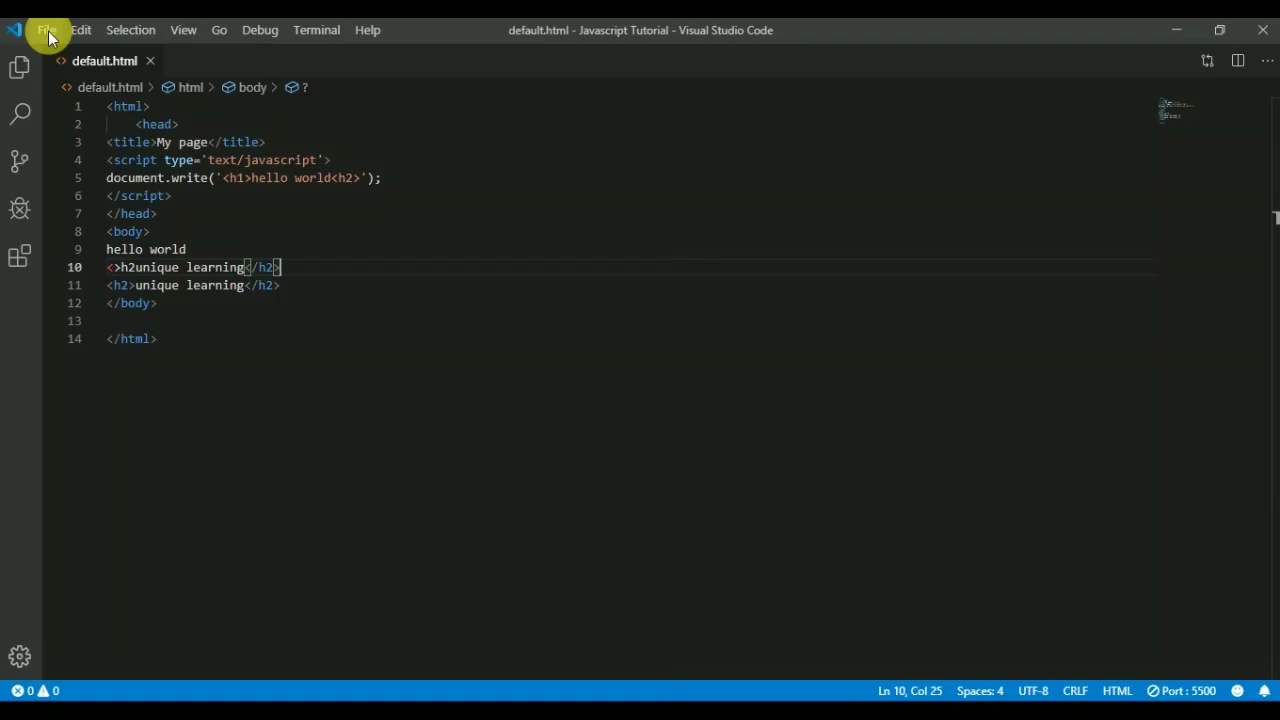 File Edit Selection View Go Debug Terminal Help default.html - Javascript Tutorial - Visual Studio Code
default.html
default.html > html > body > ?
1 <html>
2 <head>
3 <title>My page</title>
4 <script type='text/javascript'>
5 document.write('<h1>hello world<h2>');
6 </script>
7 </head>
8 <body>
9 hello world
10 <>h2unique learning</h2>
11 <h2>unique learning</h2>
12 </body>
13
14 </html>
0 0 Ln 10, Col 25 Spaces: 4 UTF-8 CRLF HTML Port : 5500